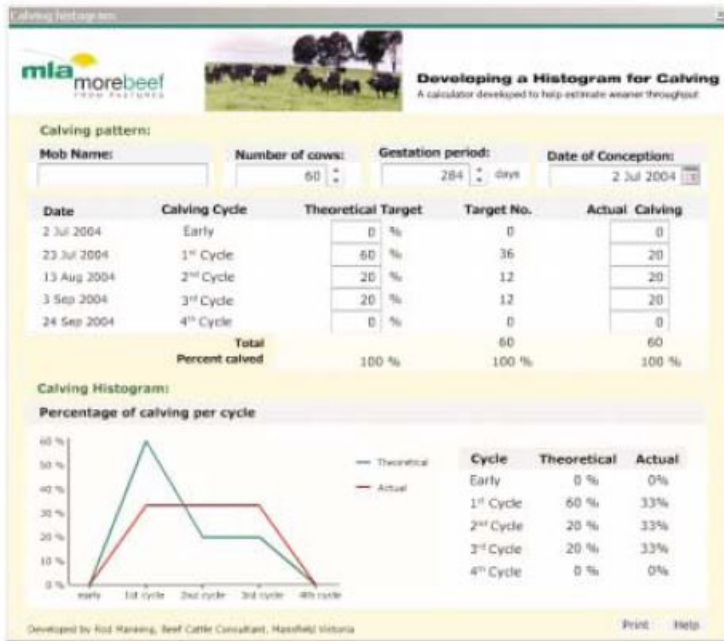 Calving histogram
mla
morebeef
FROM PASTURES
Developing a Histogram for Calving
A calculator developed to help estimate weaner throughput
Calving pattern:
Mob Name: Number of cows: Gestation period: Date of Conception:
60 284 days 2 Jul 2004
Date Calving Cycle Theoretical Target Target No. Actual Calving
2 Jul 2004 Early 0 % 0 0
23 Jul 2004 1st Cycle 60 % 36 20
13 Aug 2004 2nd Cycle 20 % 12 20
3 Sep 2004 3rd Cycle 20 % 12 20
24 Sep 2004 4th Cycle 0 % 0 0
Total 60 60
Percent calved 100 % 100 % 100 %
Calving Histogram:
Percentage of calving per cycle
60 %
50 %
40 %
30 %
20 %
10 %
0 %
early 1st cycle 2nd cycle 3rd cycle 4th cycle
Theoretical
Actual
Cycle Theoretical Actual
Early 0 % 0%
1st Cycle 60 % 33%
2nd Cycle 20 % 33%
3rd Cycle 20 % 33%
4th Cycle 0 % 0%
Developed by Rod Manning, Beef Cattle Consultant, Mansfield Victoria
Print Help